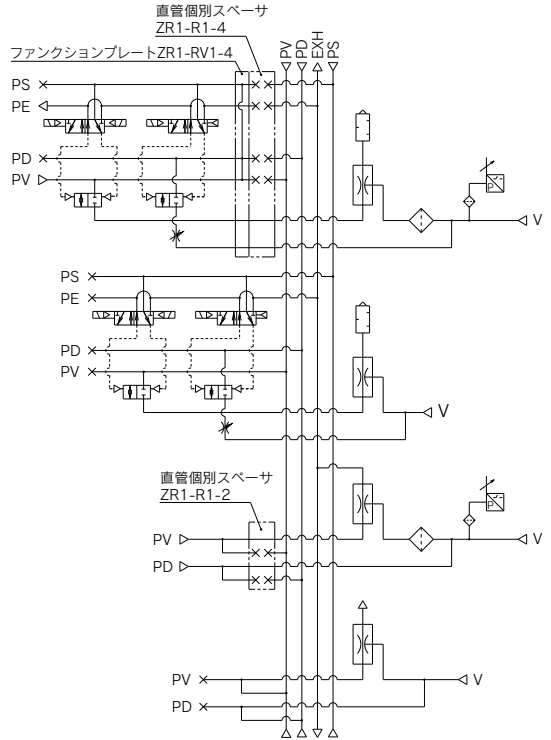 直管個別スペーサ
ZR1-R1-4
ファンクションプレートZR1-RV1-4
PV
PD
EXH
PS
PS
PE
PD
PV
P
V
PS
PE
PD
PV
V
直管個別スペーサ
ZR1-R1-2
P
PV
V
PD
PV
V
PD